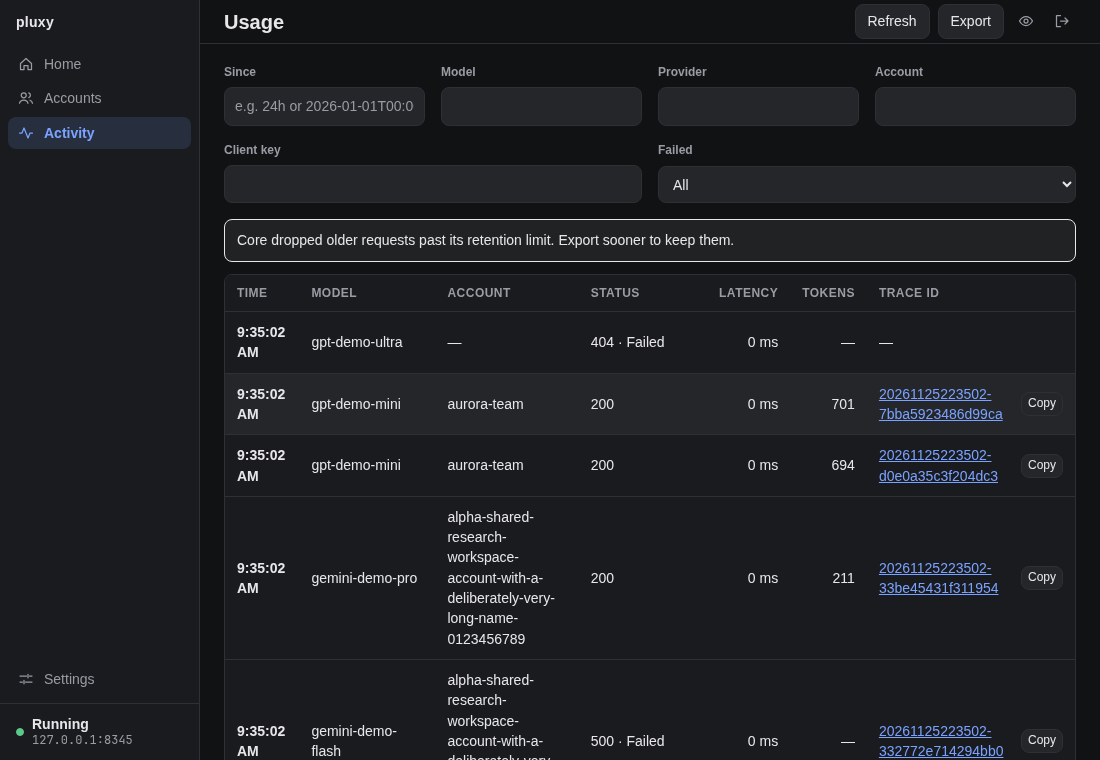 pluxy
Home
Accounts
Activity
Settings
Running
127.0.0.1:8345
Usage
Refresh
Export
Since
Model
Provider
Account
e.g. 24h or 2026-01-01T00:0
Client key
Failed
All
Core dropped older requests past its retention limit. Export sooner to keep them.
TIME MODEL ACCOUNT STATUS LATENCY TOKENS TRACE ID
9:35:02
AM
gpt-demo-ultra
—
404 · Failed
0 ms
—
—
9:35:02
AM
gpt-demo-mini
aurora-team
200
0 ms
701
20261125223502-
7bba5923486d99ca
Copy
9:35:02
AM
gpt-demo-mini
aurora-team
200
0 ms
694
20261125223502-
d0e0a35c3f204dc3
Copy
9:35:02
AM
gemini-demo-pro
alpha-shared-
research-
workspace-
account-with-a-
deliberately-very-
long-name-
0123456789
200
0 ms
211
20261125223502-
33be45431f311954
Copy
9:35:02
AM
gemini-demo-
flash
alpha-shared-
research-
workspace-
account-with-a-
deliberately-very-
500 · Failed
0 ms
—
20261125223502-
332772e714294bb0
Copy